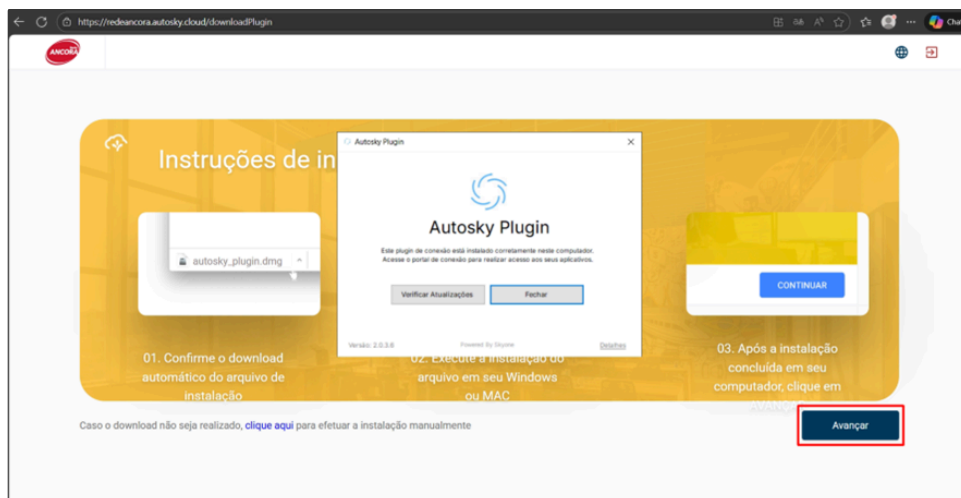 https://redeancora.autosky.cloud/downloadPlugin
Chat
ANCORA
Instruções de in
Autosky Plugin
Autosky Plugin
Este plugin de conexão está instalado corretamente neste computador.
Acesse o portal de conexão para realizar acesso aos seus aplicativos.
Verificar Atualizações
Fechar
Versão: 2.0.3.6
Powered By Skyone
Detalhes
autosky_plugin.dmg
CONTINUAR
01. Confirme o download
automático do arquivo de
instalação
02. Execute a instalação do
arquivo em seu Windows
ou MAC
03. Após a instalação
concluída em seu
computador, clique em
AVANÇAR
Caso o download não seja realizado, clique aqui para efetuar a instalação manualmente
Avançar